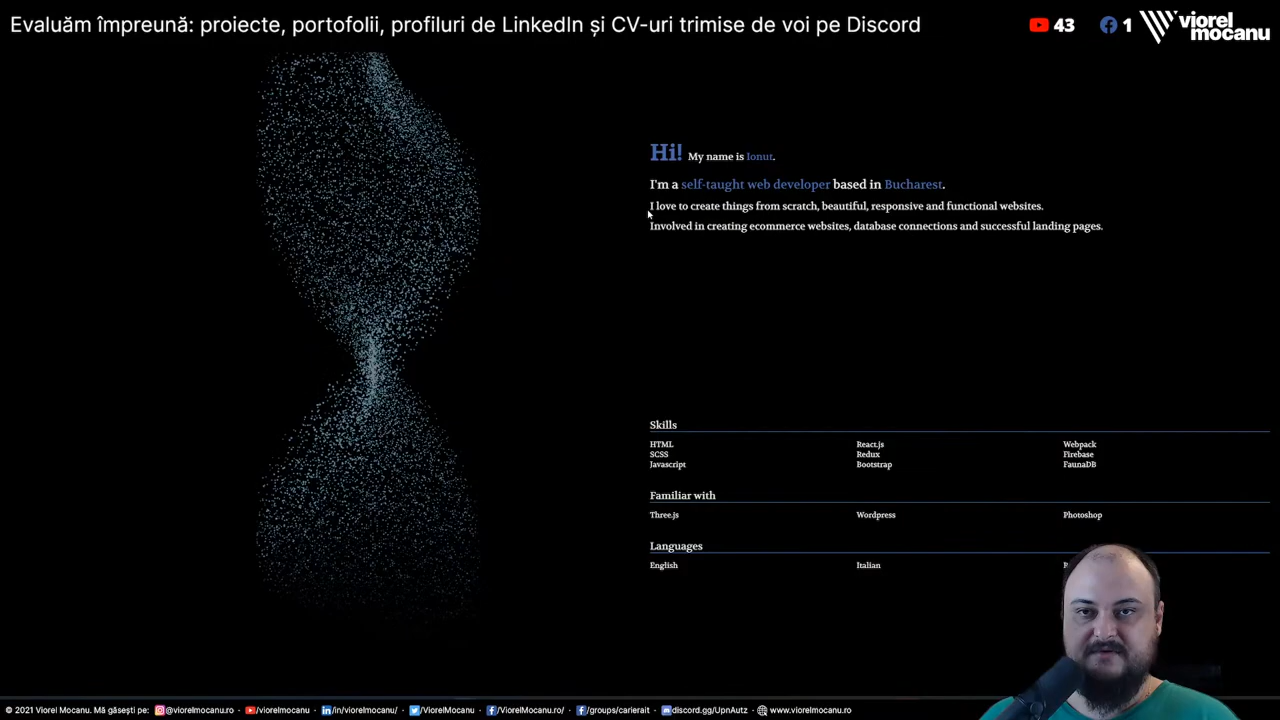 Evaluăm împreună: proiecte, portofolii, profiluri de LinkedIn și CV-uri trimise de voi pe Discord
43
1
viorel
mocanu
Hi! My name is Ionut.
I'm a self-taught web developer based in Bucharest.
I love to create things from scratch, beautiful, responsive and functional websites.
Involved in creating ecommerce websites, database connections and successful landing pages.
Skills
HTML React.js Webpack
SCSS Redux Firebase
Javascript Bootstrap FaunaDB
Familiar with
Three.js Wordpress Photoshop
Languages
English Italian
© 2021 Viorel Mocanu. Mă găsești pe: @viorelmocanu.ro · /viorelmocanu · /in/viorelmocanu/ · /ViorelMocanu · /ViorelMocanu.ro/ · /groups/carierait · discord.gg/UpnAutz · www.viorelmocanu.ro